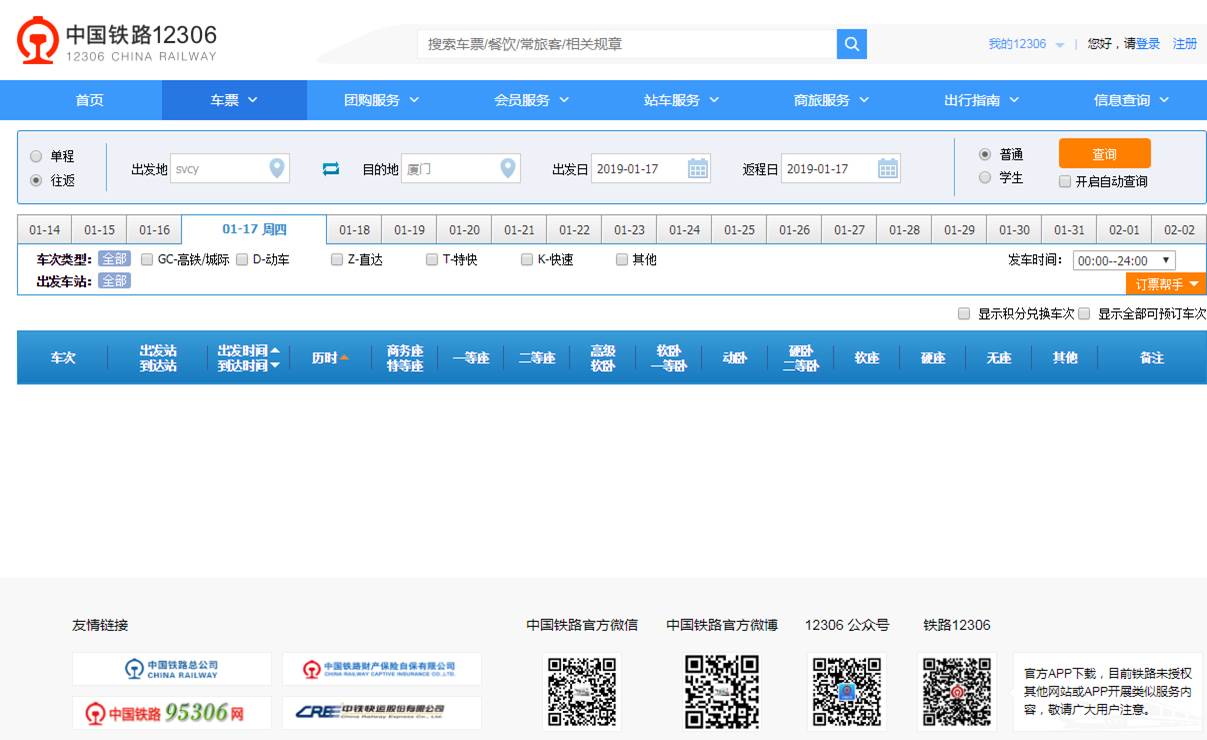 中国铁路12306
12306 CHINA RAILWAY
搜索车票/餐饮/常旅客/相关规章
我的12306 | 您好，请登录 注册
首页 车票 团购服务 会员服务 站车服务 商旅服务 出行指南 信息查询
单程
往返
出发地 svcy 目的地 厦门 出发日 2019-01-17 返程日 2019-01-17
普通
学生
查询
开启自动查询
01-14 01-15 01-16 01-17 周四 01-18 01-19 01-20 01-21 01-22 01-23 01-24 01-25 01-26 01-27 01-28 01-29 01-30 01-31 02-01 02-02
车次类型： 全部 GC-高铁/城际 D-动车 Z-直达 T-特快 K-快速 其他 发车时间： 00:00--24:00
出发车站： 全部
订票帮手
显示积分兑换车次 显示全部可预订车次
车次 出发站 到达站 出发时间 到达时间 历时 商务座 特等座 一等座 二等座 高级 软卧 软卧 一等卧 动卧 硬卧 二等卧 软座 硬座 无座 其他 备注
友情链接
中国铁路总公司
CHINA RAILWAY
中国铁路财产保险自保有限公司
CHINA RAILWAY CAPTIVE INSURANCE CO.,LTD.
中国铁路95306网
CRE 中铁快运股份有限公司
China Railway Express Co., Ltd.
中国铁路官方微信 中国铁路官方微博 12306 公众号 铁路12306
官方APP下载，目前铁路未授权
其他网站或APP开展类似服务内
容，敬请广大用户注意。